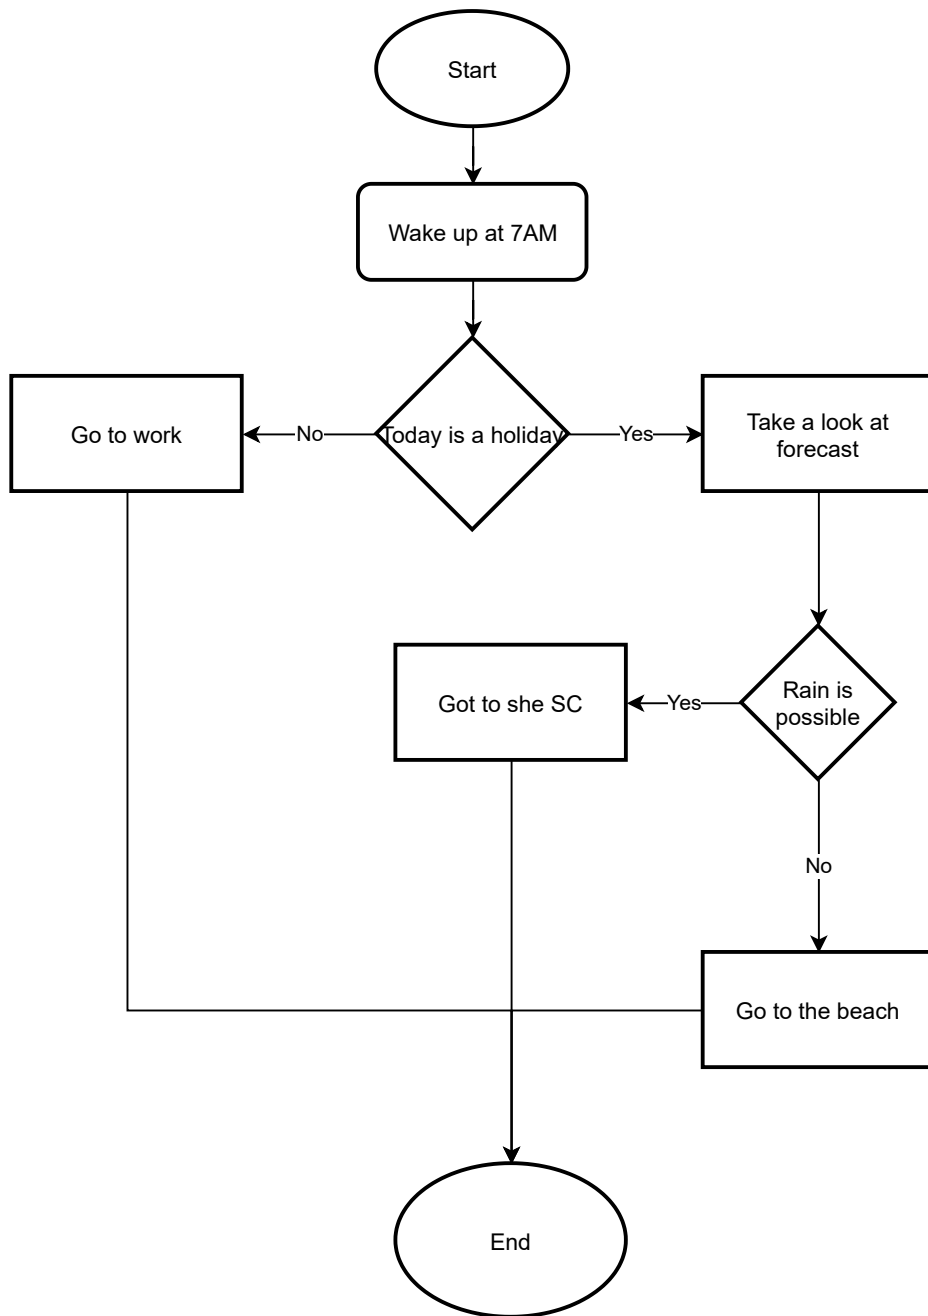 Start
Wake up at 7AM
Go to work
No
Today is a holiday
Yes
Take a look at
forecast
Got to she SC
Yes
Rain is
possible
No
Go to the beach
End